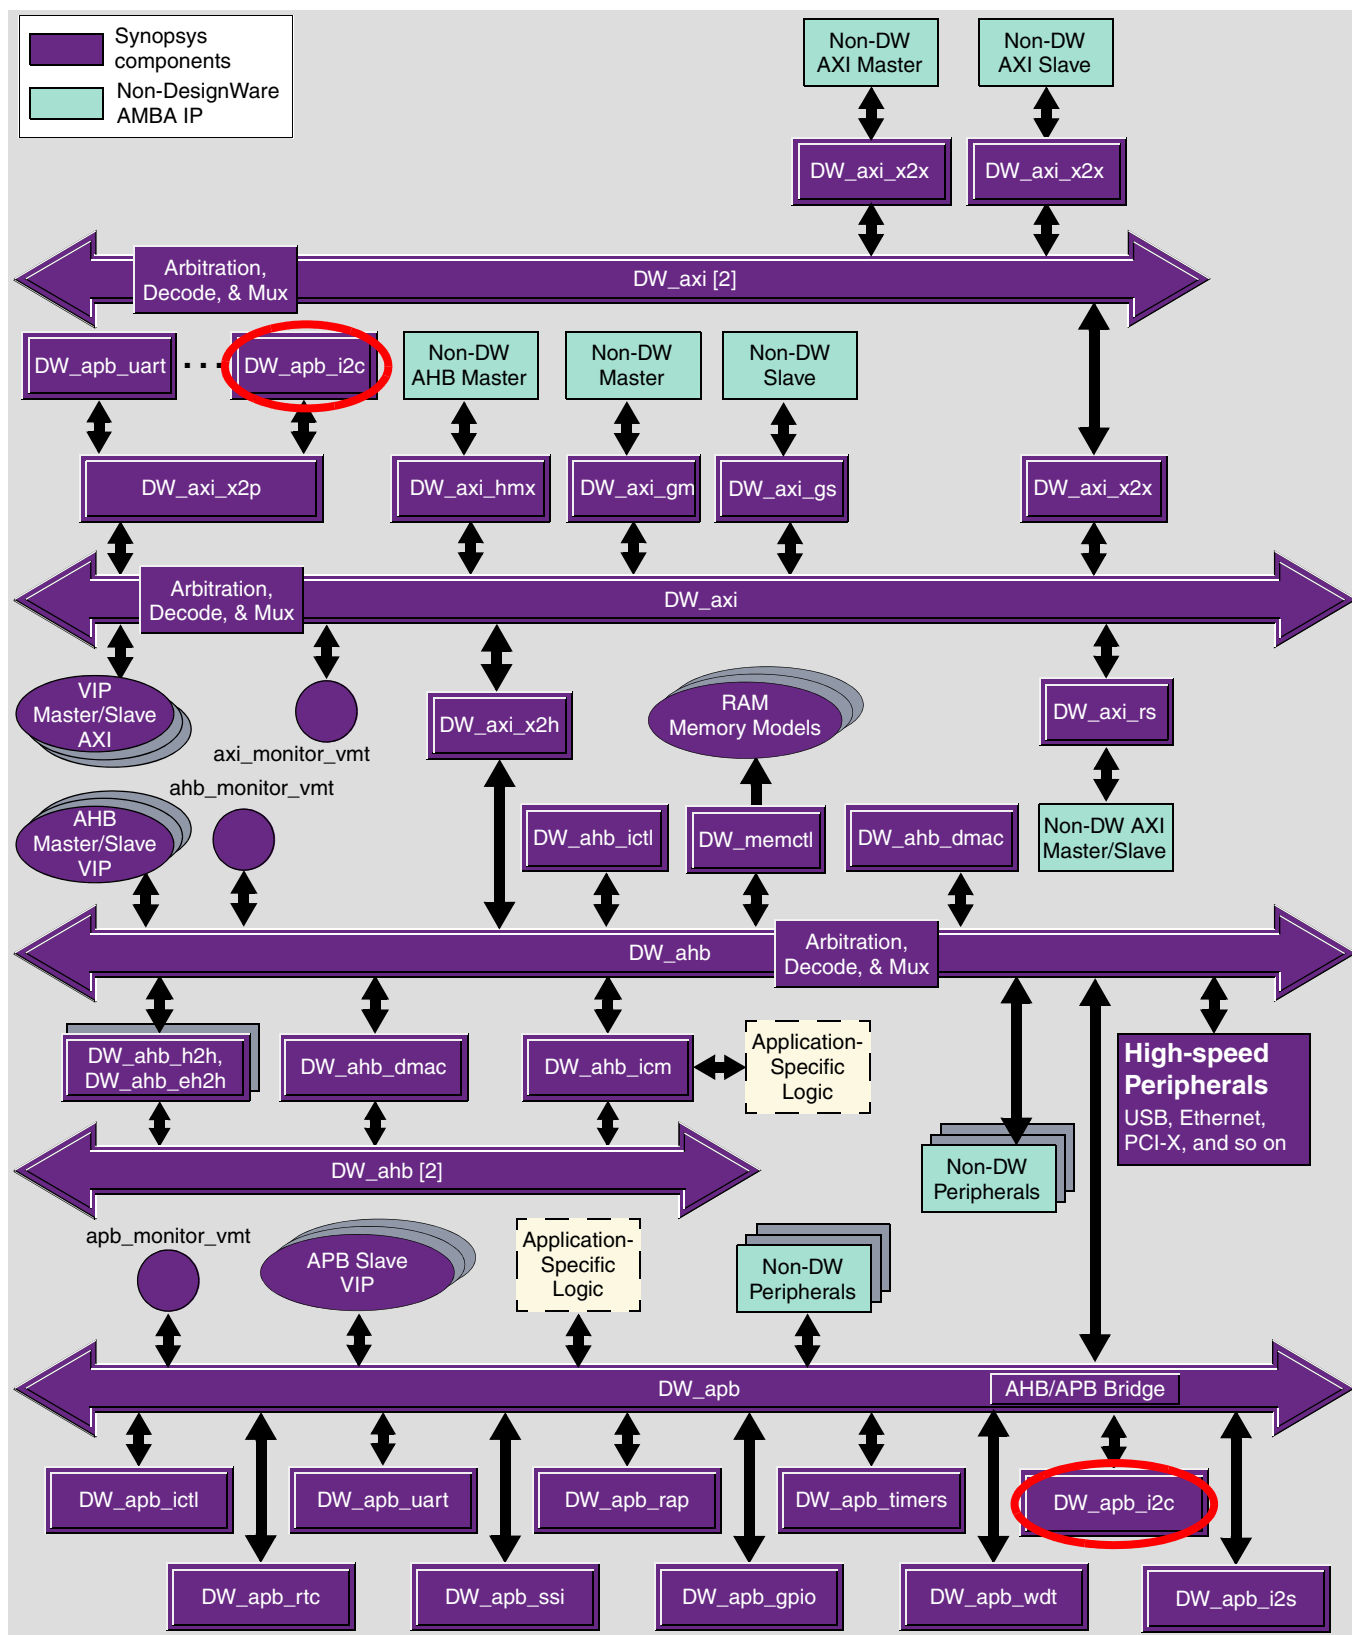 Synopsys
components
Non-DesignWare
AMBA IP
Non-DW
AXI Master
Non-DW
AXI Slave
DW_axi_x2x
DW_axi_x2x
Arbitration,
Decode, & Mux
DW_axi [2]
DW_apb_uart
...
DW_apb_i2c
Non-DW
AHB Master
Non-DW
Master
Non-DW
Slave
DW_axi_x2p
DW_axi_hmx
DW_axi_gm
DW_axi_gs
DW_axi_x2x
Arbitration,
Decode, & Mux
DW_axi
VIP
Master/Slave
AXI
axi_monitor_vmt
DW_axi_x2h
RAM
Memory Models
DW_axi_rs
ahb_monitor_vmt
AHB
Master/Slave
VIP
DW_ahb_ictl
DW_memctl
DW_ahb_dmac
Non-DW AXI
Master/Slave
DW_ahb
Arbitration,
Decode, & Mux
DW_ahb_h2h,
DW_ahb_eh2h
DW_ahb_dmac
DW_ahb_icm
Application-
Specific
Logic
High-speed
Peripherals
USB, Ethernet,
PCI-X, and so on
DW_ahb [2]
Non-DW
Peripherals
apb_monitor_vmt
APB Slave
VIP
Application-
Specific
Logic
Non-DW
Peripherals
DW_apb
AHB/APB Bridge
DW_apb_ictl
DW_apb_uart
DW_apb_rap
DW_apb_timers
DW_apb_i2c
DW_apb_rtc
DW_apb_ssi
DW_apb_gpio
DW_apb_wdt
DW_apb_i2s